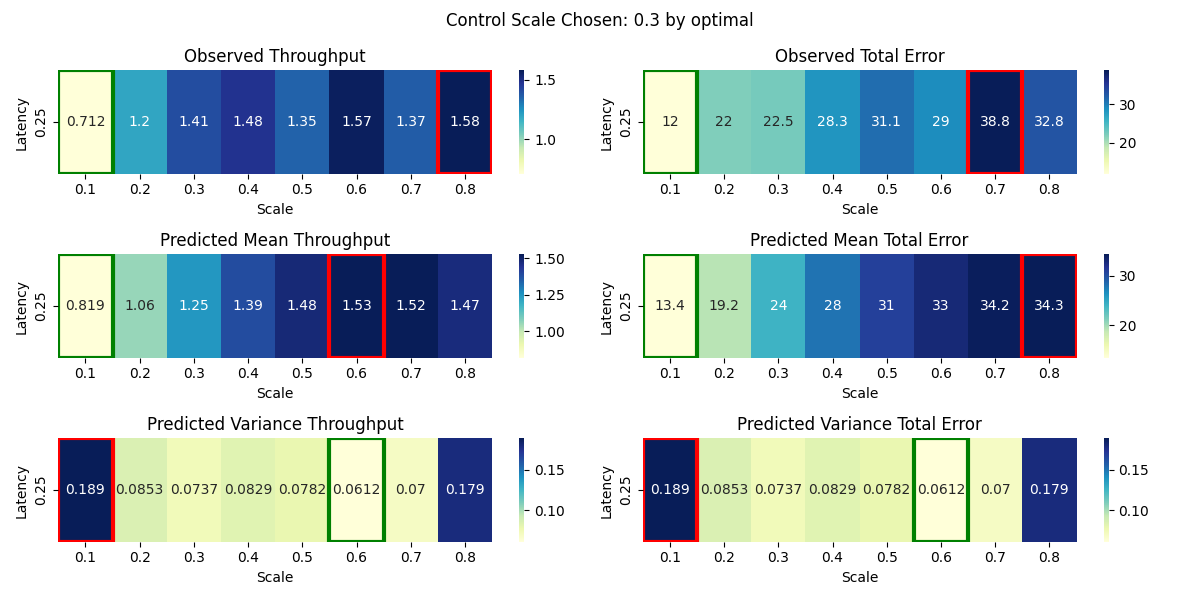 Control Scale Chosen: 0.3 by optimal
Observed Throughput
Latency
0.25
0.712 1.2 1.41 1.48 1.35 1.57 1.37 1.58
1.5
1.0
0.1 0.2 0.3 0.4 0.5 0.6 0.7 0.8
Scale
Observed Total Error
Latency
0.25
12 22 22.5 28.3 31.1 29 38.8 32.8
30
20
0.1 0.2 0.3 0.4 0.5 0.6 0.7 0.8
Scale
Predicted Mean Throughput
Latency
0.25
0.819 1.06 1.25 1.39 1.48 1.53 1.52 1.47
1.50
1.25
1.00
0.1 0.2 0.3 0.4 0.5 0.6 0.7 0.8
Scale
Predicted Mean Total Error
Latency
0.25
13.4 19.2 24 28 31 33 34.2 34.3
30
20
0.1 0.2 0.3 0.4 0.5 0.6 0.7 0.8
Scale
Predicted Variance Throughput
Latency
0.25
0.189 0.0853 0.0737 0.0829 0.0782 0.0612 0.07 0.179
0.15
0.10
0.1 0.2 0.3 0.4 0.5 0.6 0.7 0.8
Scale
Predicted Variance Total Error
Latency
0.25
0.189 0.0853 0.0737 0.0829 0.0782 0.0612 0.07 0.179
0.15
0.10
0.1 0.2 0.3 0.4 0.5 0.6 0.7 0.8
Scale